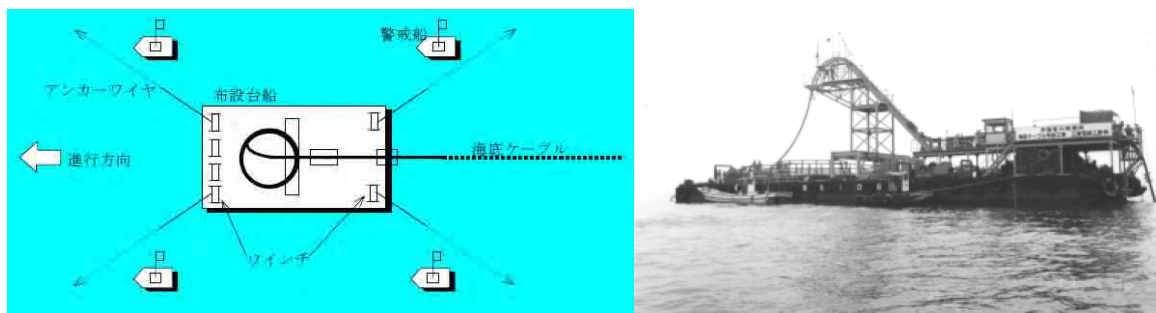 警戒船
アンカーワイヤ
布設台船
進行方向
海底ケーブル
ウインチ